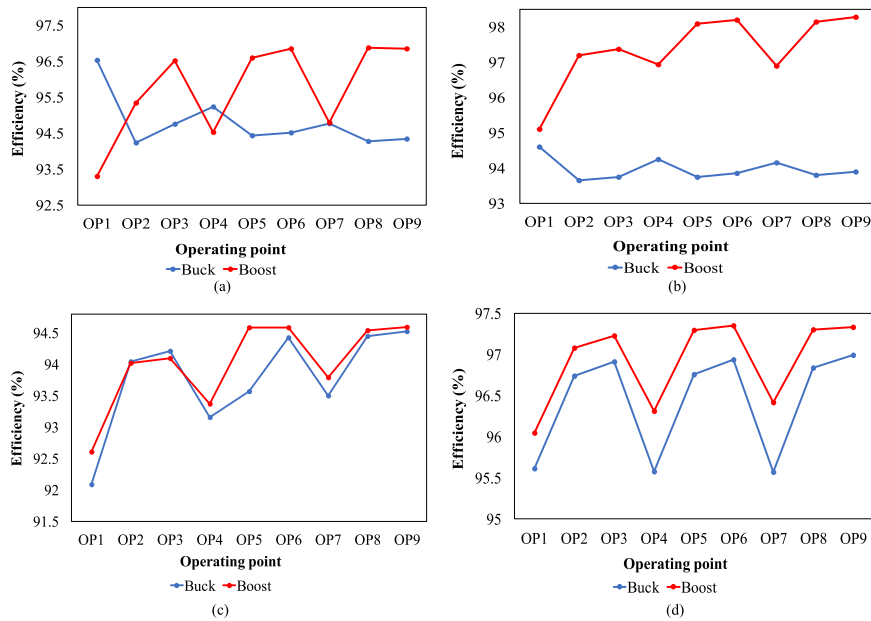 97.5
96.5
95.5
94.5
93.5
92.5
Efficiency (%)
OP1 OP2 OP3 OP4 OP5 OP6 OP7 OP8 OP9
Operating point
Buck Boost
(a)
98
97
96
95
94
93
Efficiency (%)
OP1 OP2 OP3 OP4 OP5 OP6 OP7 OP8 OP9
Operating point
Buck Boost
(b)
94.5
94
93.5
93
92.5
92
91.5
Efficiency (%)
OP1 OP2 OP3 OP4 OP5 OP6 OP7 OP8 OP9
Operating point
Buck Boost
(c)
97.5
97
96.5
96
95.5
95
Efficiency (%)
OP1 OP2 OP3 OP4 OP5 OP6 OP7 OP8 OP9
Operating point
Buck Boost
(d)